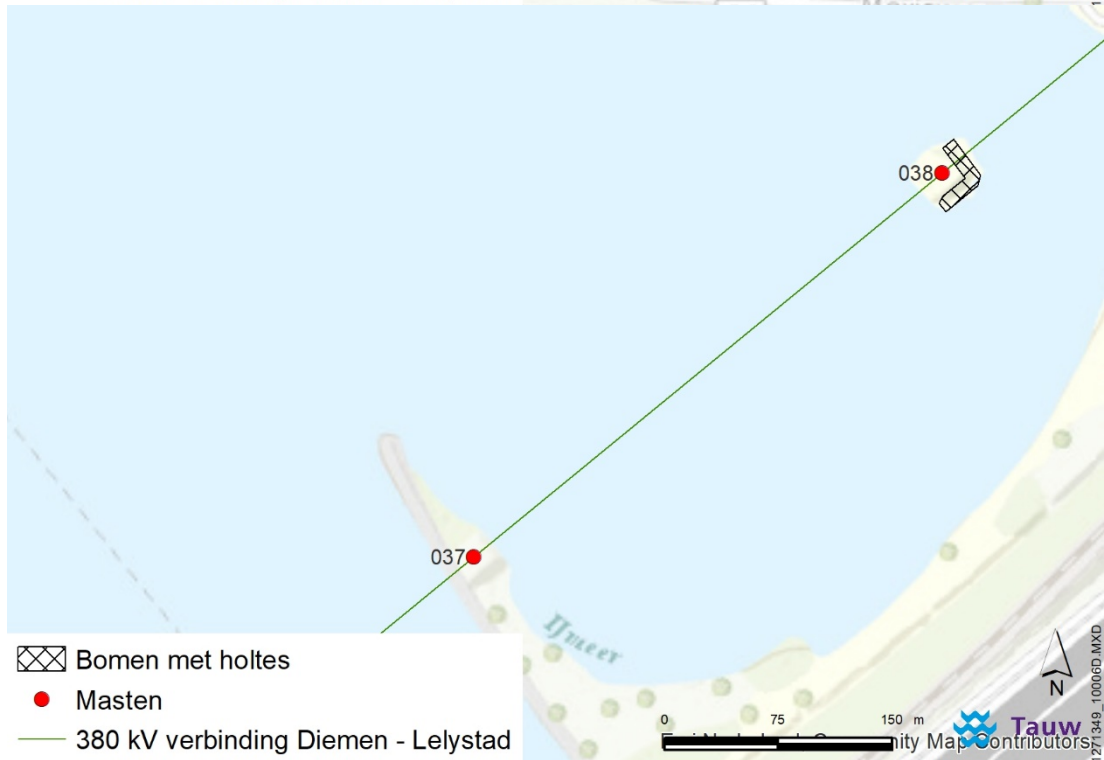 038
037
IJmeer
Bomen met holtes
Masten
380 kV verbinding Diemen - Lelystad
N
0 75 150 m
Tauw
Map Contributors
1271349_10006D.MXD